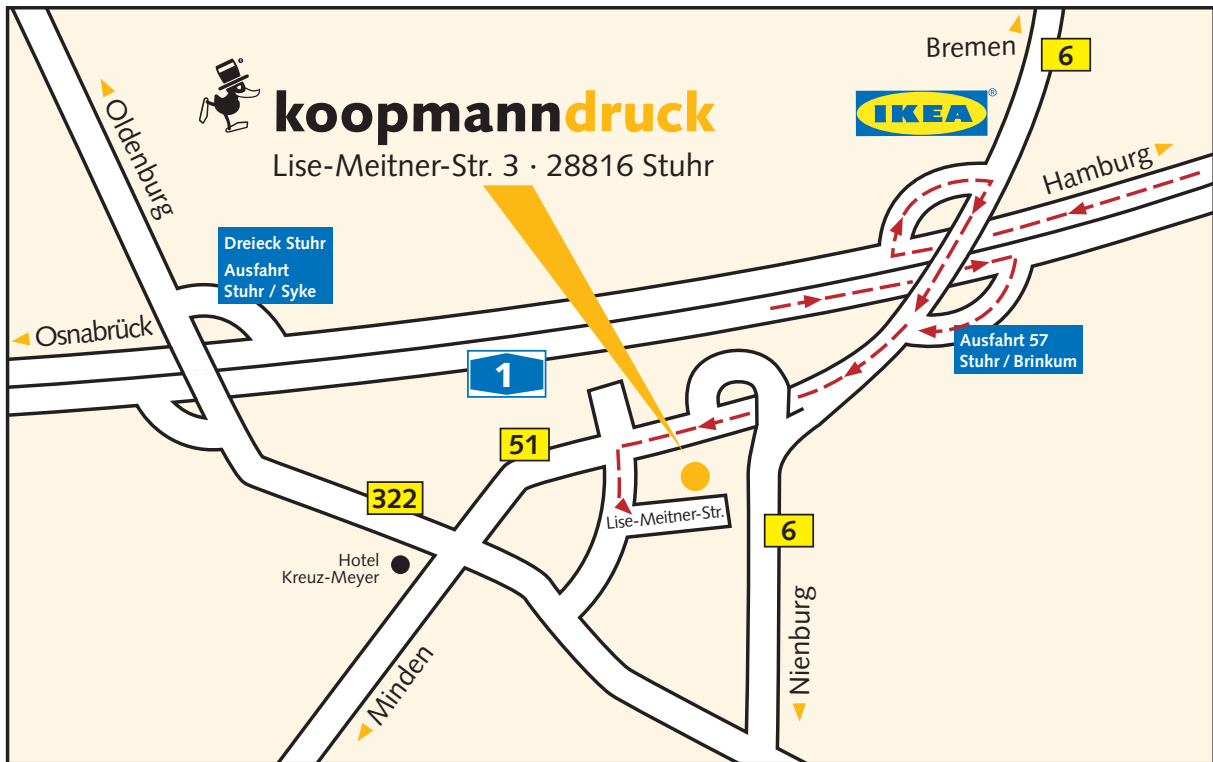 Bremen
6
koopmanndruck
Lise-Meitner-Str. 3 · 28816 Stuhr
IKEA®
Oldenburg
Hamburg
Dreieck Stuhr
Ausfahrt
Stuhr / Syke
Osnabrück
1
Ausfahrt 57
Stuhr / Brinkum
51
322
Lise-Meitner-Str.
6
Hotel
Kreuz-Meyer
Minden
Nienburg